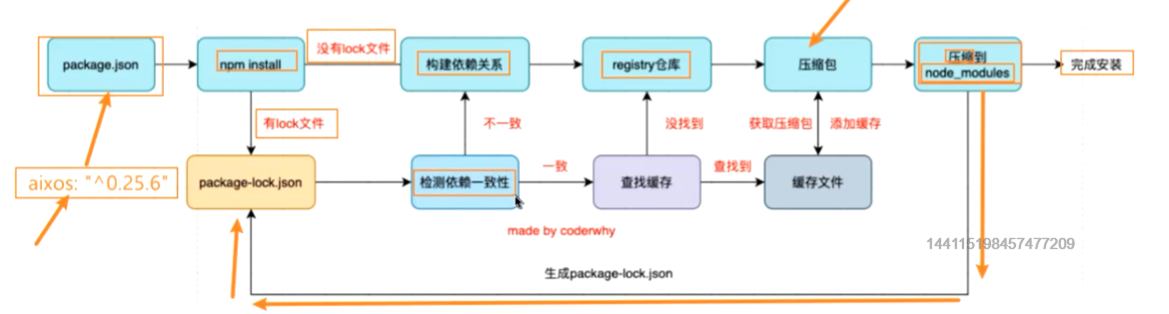 没有lock文件
package.json
npm install
构建依赖关系
registry仓库
压缩包
压缩到
node_modules
完成安装
有lock文件
不一致
没找到
获取压缩包
添加缓存
aixos: "^0.25.6"
package-lock.json
检测依赖一致性
一致
查找缓存
查找到
缓存文件
made by coderwhy
144115198457477209
生成package-lock.json